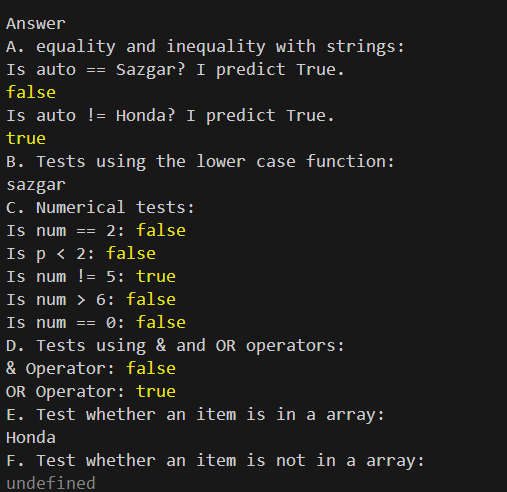 Answer
A. equality and inequality with strings:
Is auto == Sazgar? I predict True.
false
Is auto != Honda? I predict True.
true
B. Tests using the lower case function:
sazgar
C. Numerical tests:
Is num == 2: false
Is p < 2: false
Is num != 5: true
Is num > 6: false
Is num == 0: false
D. Tests using & and OR operators:
& Operator: false
OR Operator: true
E. Test whether an item is in a array:
Honda
F. Test whether an item is not in a array:
undefined